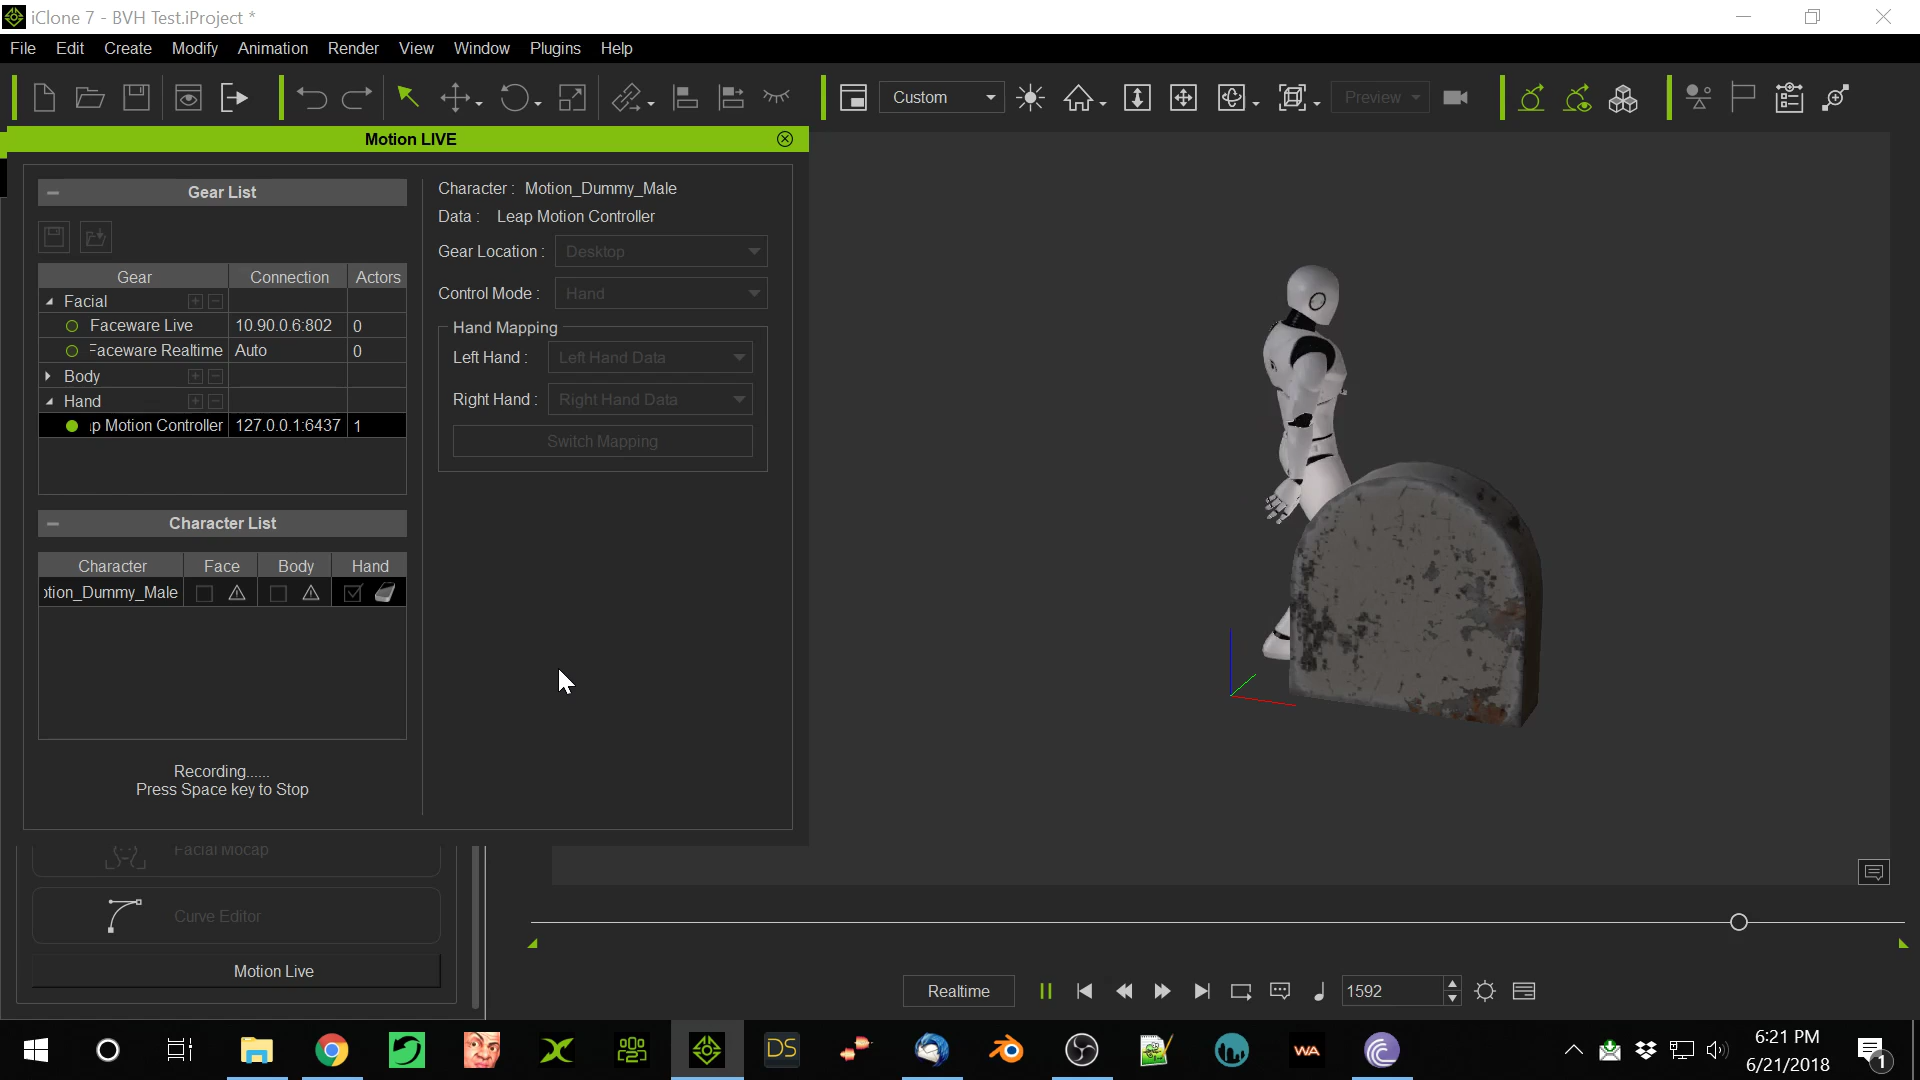 iClone 7 - BVH Test.iProject *
File Edit Create Modify Animation Render View Window Plugins Help
Custom
Preview
Motion LIVE
Gear List
Gear Connection Actors
Facial
Faceware Live 10.90.0.6:802 0
Faceware Realtime Auto 0
Body
Hand
p Motion Controller 127.0.0.1:6437 1
Character List
Character Face Body Hand
otion_Dummy_Male
Recording......
Press Space key to Stop
Character : Motion_Dummy_Male
Data : Leap Motion Controller
Gear Location : Desktop
Control Mode : Hand
Hand Mapping
Left Hand : Left Hand Data
Right Hand : Right Hand Data
Switch Mapping
Facial Mocap
Curve Editor
Motion Live
Realtime
1592
DS
WA
6:21 PM
6/21/2018
1